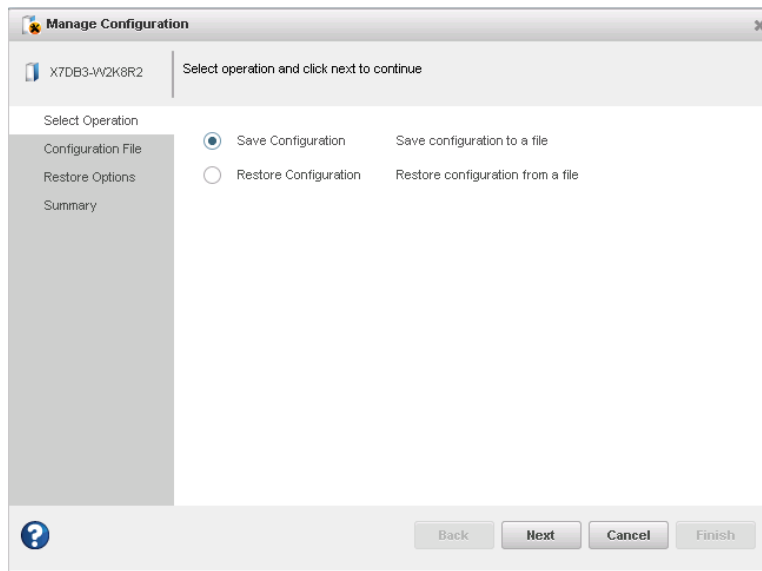 Manage Configuration
X7DB3-W2K8R2
Select operation and click next to continue
Select Operation
Configuration File
Restore Options
Summary
Save Configuration Save configuration to a file
Restore Configuration Restore configuration from a file
? Back Next Cancel Finish